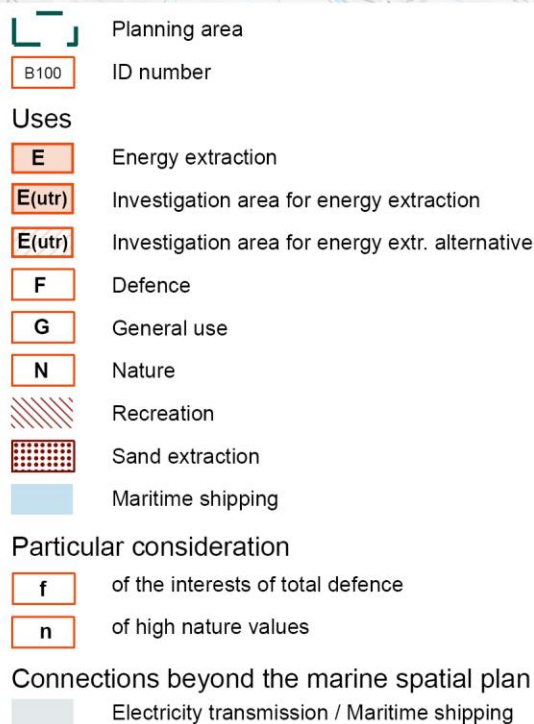 Planning area
B100 ID number
Uses
E Energy extraction
E(utr) Investigation area for energy extraction
E(utr) Investigation area for energy extr. alternative
F Defence
G General use
N Nature
Recreation
Sand extraction
Maritime shipping
Particular consideration
f of the interests of total defence
n of high nature values
Connections beyond the marine spatial plan
Electricity transmission / Maritime shipping